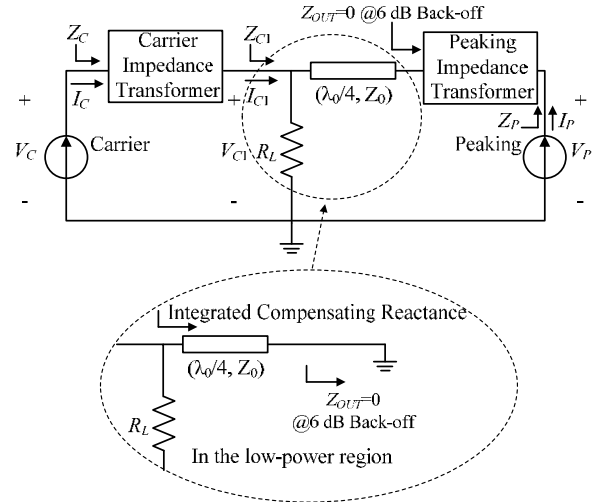 Z_OUT=0 @6 dB Back-off
Z_C
Carrier
Impedance
Transformer
Z_C1
Peaking
Impedance
Transformer
I_C
I_C1
(λ₀/4, Z₀)
Z_P
I_P
+
+
+
V_C
Carrier
V_C1
R_L
Peaking
V_P
-
-
-
Integrated Compensating Reactance
(λ₀/4, Z₀)
Z_OUT=0
@6 dB Back-off
R_L
In the low-power region